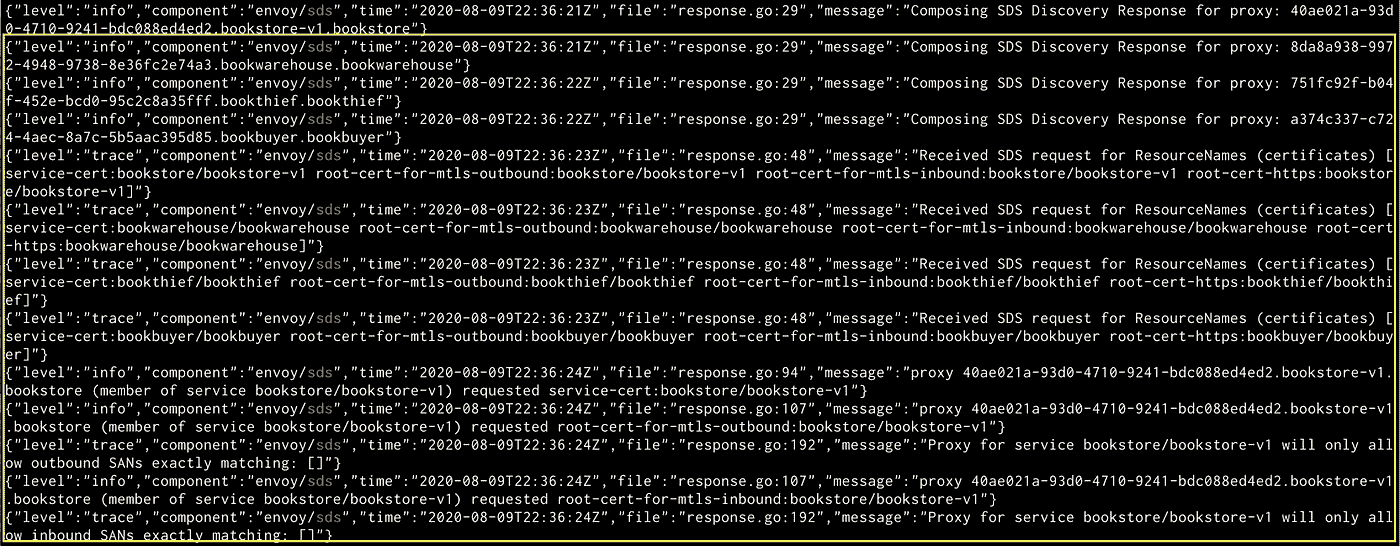 {"level":"info","component":"envoy/sds","time":"2020-08-09T22:36:21Z","file":"response.go:29","message":"Composing SDS Discovery Response for proxy: 40ae021a-93d
0-4710-9241-bdc088ed4ed2.bookstore-v1.bookstore"}
{"level":"info","component":"envoy/sds","time":"2020-08-09T22:36:21Z","file":"response.go:29","message":"Composing SDS Discovery Response for proxy: 8da8a938-997
2-4948-9738-8e36fc2e74a3.bookwarehouse.bookwarehouse"}
{"level":"info","component":"envoy/sds","time":"2020-08-09T22:36:22Z","file":"response.go:29","message":"Composing SDS Discovery Response for proxy: 751fc92f-b04
f-452e-bcd0-95c2c8a35fff.bookthief.bookthief"}
{"level":"info","component":"envoy/sds","time":"2020-08-09T22:36:22Z","file":"response.go:29","message":"Composing SDS Discovery Response for proxy: a374c337-c72
4-4aec-8a7c-5b5aac395d85.bookbuyer.bookbuyer"}
{"level":"trace","component":"envoy/sds","time":"2020-08-09T22:36:23Z","file":"response.go:48","message":"Received SDS request for ResourceNames (certificates) [
service-cert:bookstore/bookstore-v1 root-cert-for-mtls-outbound:bookstore/bookstore-v1 root-cert-for-mtls-inbound:bookstore/bookstore-v1 root-cert-https:bookstor
e/bookstore-v1]"}
{"level":"trace","component":"envoy/sds","time":"2020-08-09T22:36:23Z","file":"response.go:48","message":"Received SDS request for ResourceNames (certificates) [
service-cert:bookwarehouse/bookwarehouse root-cert-for-mtls-outbound:bookwarehouse/bookwarehouse root-cert-for-mtls-inbound:bookwarehouse/bookwarehouse root-cert
-https:bookwarehouse/bookwarehouse]"}
{"level":"trace","component":"envoy/sds","time":"2020-08-09T22:36:23Z","file":"response.go:48","message":"Received SDS request for ResourceNames (certificates) [
service-cert:bookthief/bookthief root-cert-for-mtls-outbound:bookthief/bookthief root-cert-for-mtls-inbound:bookthief/bookthief root-cert-https:bookthief/bookthi
ef]"}
{"level":"trace","component":"envoy/sds","time":"2020-08-09T22:36:23Z","file":"response.go:48","message":"Received SDS request for ResourceNames (certificates) [
service-cert:bookbuyer/bookbuyer root-cert-for-mtls-outbound:bookbuyer/bookbuyer root-cert-for-mtls-inbound:bookbuyer/bookbuyer root-cert-https:bookbuyer/bookbuy
er]"}
{"level":"info","component":"envoy/sds","time":"2020-08-09T22:36:24Z","file":"response.go:94","message":"proxy 40ae021a-93d0-4710-9241-bdc088ed4ed2.bookstore-v1.
bookstore (member of service bookstore/bookstore-v1) requested service-cert:bookstore/bookstore-v1"}
{"level":"info","component":"envoy/sds","time":"2020-08-09T22:36:24Z","file":"response.go:107","message":"proxy 40ae021a-93d0-4710-9241-bdc088ed4ed2.bookstore-v1
.bookstore (member of service bookstore/bookstore-v1) requested root-cert-for-mtls-outbound:bookstore/bookstore-v1"}
{"level":"trace","component":"envoy/sds","time":"2020-08-09T22:36:24Z","file":"response.go:192","message":"Proxy for service bookstore/bookstore-v1 will only all
ow outbound SANs exactly matching: []"}
{"level":"info","component":"envoy/sds","time":"2020-08-09T22:36:24Z","file":"response.go:107","message":"proxy 40ae021a-93d0-4710-9241-bdc088ed4ed2.bookstore-v1
.bookstore (member of service bookstore/bookstore-v1) requested root-cert-for-mtls-inbound:bookstore/bookstore-v1"}
{"level":"trace","component":"envoy/sds","time":"2020-08-09T22:36:24Z","file":"response.go:192","message":"Proxy for service bookstore/bookstore-v1 will only all
ow inbound SANs exactly matching: []"}